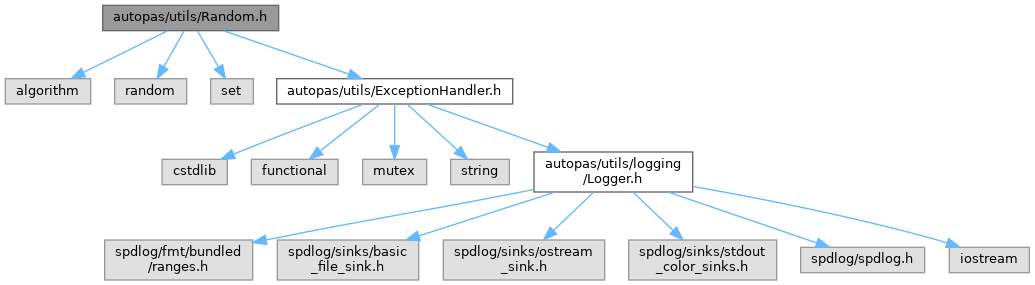 autopas/utils/Random.h
algorithm
random
set
autopas/utils/ExceptionHandler.h
cstdlib
functional
mutex
string
autopas/utils/logging
/Logger.h
spdlog/fmt/bundled
/ranges.h
spdlog/sinks/basic
_file_sink.h
spdlog/sinks/ostream
_sink.h
spdlog/sinks/stdout
_color_sinks.h
spdlog/spdlog.h
iostream